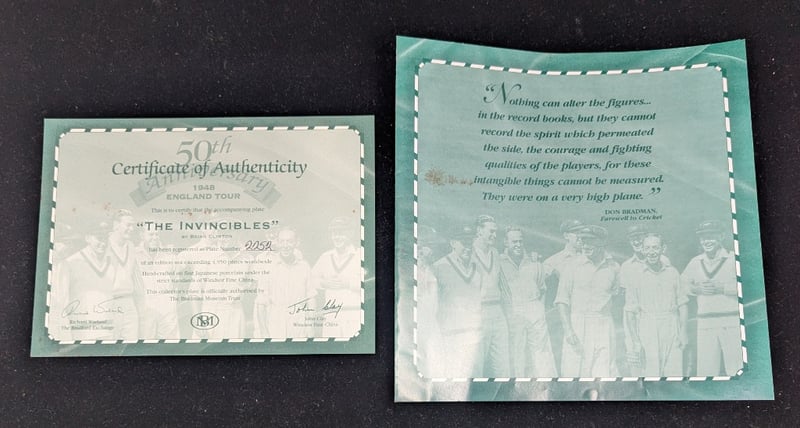 50th
Anniversary
Certificate of Authenticity
1948
ENGLAND TOUR
This is to certify that the accompanying plate
"THE INVINCIBLES"
BY BRIAN CLINTON
has been registered as Plate Number 2252
of an edition not exceeding 4,950 pieces worldwide
Handcrafted on fine Japanese porcelain under the
strict standards of Windsor Fine China.
This collector's plate is officially authorised by
The Bradman Museum Trust
Richard
The Bradford Exchange
John Clay
John Clay
Windsor Fine China
"Nothing can alter the figures...
in the record books, but they cannot
record the spirit which permeated
the side, the courage and fighting
qualities of the players, for these
intangible things cannot be measured.
They were on a very high plane."
DON BRADMAN,
Farewell to Cricket